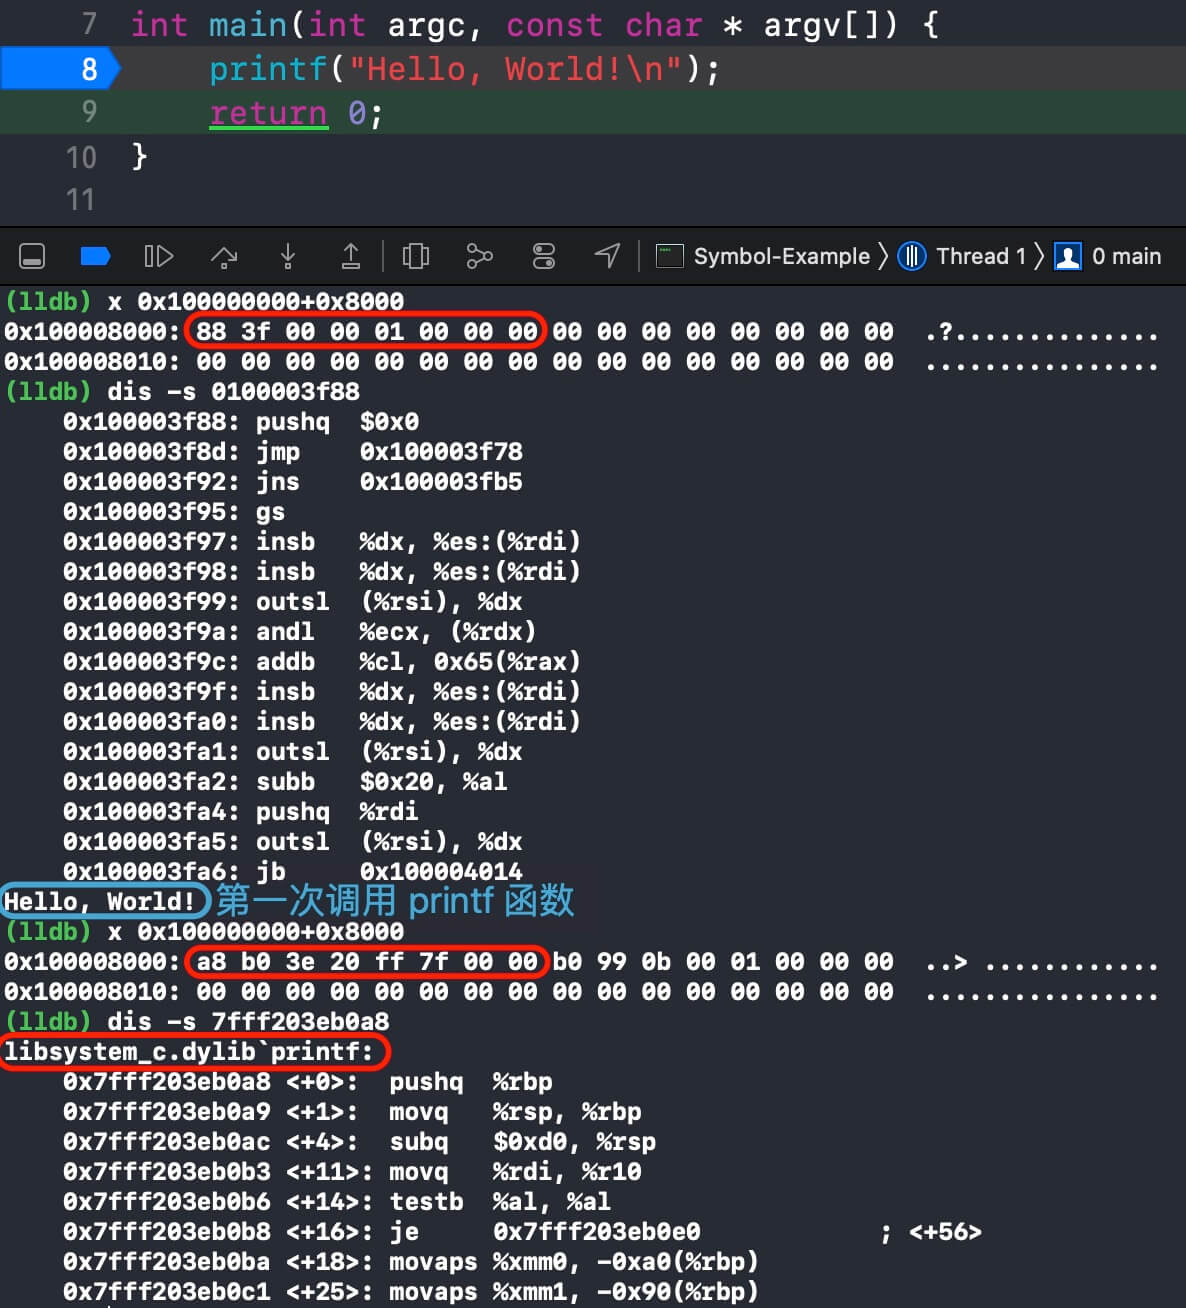 7 int main(int argc, const char * argv[]) {
8 printf("Hello, World!\n");
9 return 0;
10 }
11
Symbol-Example 〉 Thread 1 〉 0 main
(lldb) x 0x100000000+0x8000
0x100008000: 88 3f 00 00 01 00 00 00 00 00 00 00 00 00 00 00 .?..............
0x100008010: 00 00 00 00 00 00 00 00 00 00 00 00 00 00 00 00 ................
(lldb) dis -s 0100003f88
0x100003f88: pushq $0x0
0x100003f8d: jmp 0x100003f78
0x100003f92: jns 0x100003fb5
0x100003f95: gs
0x100003f97: insb %dx, %es:(%rdi)
0x100003f98: insb %dx, %es:(%rdi)
0x100003f99: outsl (%rsi), %dx
0x100003f9a: andl %ecx, (%rdx)
0x100003f9c: addb %cl, 0x65(%rax)
0x100003f9f: insb %dx, %es:(%rdi)
0x100003fa0: insb %dx, %es:(%rdi)
0x100003fa1: outsl (%rsi), %dx
0x100003fa2: subb $0x20, %al
0x100003fa4: pushq %rdi
0x100003fa5: outsl (%rsi), %dx
0x100003fa6: jb 0x100004014
Hello, World! 第一次调用 printf 函数
(lldb) x 0x100000000+0x8000
0x100008000: a8 b0 3e 20 ff 7f 00 00 b0 99 0b 00 01 00 00 00 ..> ............
0x100008010: 00 00 00 00 00 00 00 00 00 00 00 00 00 00 00 00 ................
(lldb) dis -s 7fff203eb0a8
libsystem_c.dylib`printf:
0x7fff203eb0a8 <+0>: pushq %rbp
0x7fff203eb0a9 <+1>: movq %rsp, %rbp
0x7fff203eb0ac <+4>: subq $0xd0, %rsp
0x7fff203eb0b3 <+11>: movq %rdi, %r10
0x7fff203eb0b6 <+14>: testb %al, %al
0x7fff203eb0b8 <+16>: je 0x7fff203eb0e0 ; <+56>
0x7fff203eb0ba <+18>: movaps %xmm0, -0xa0(%rbp)
0x7fff203eb0c1 <+25>: movaps %xmm1, -0x90(%rbp)